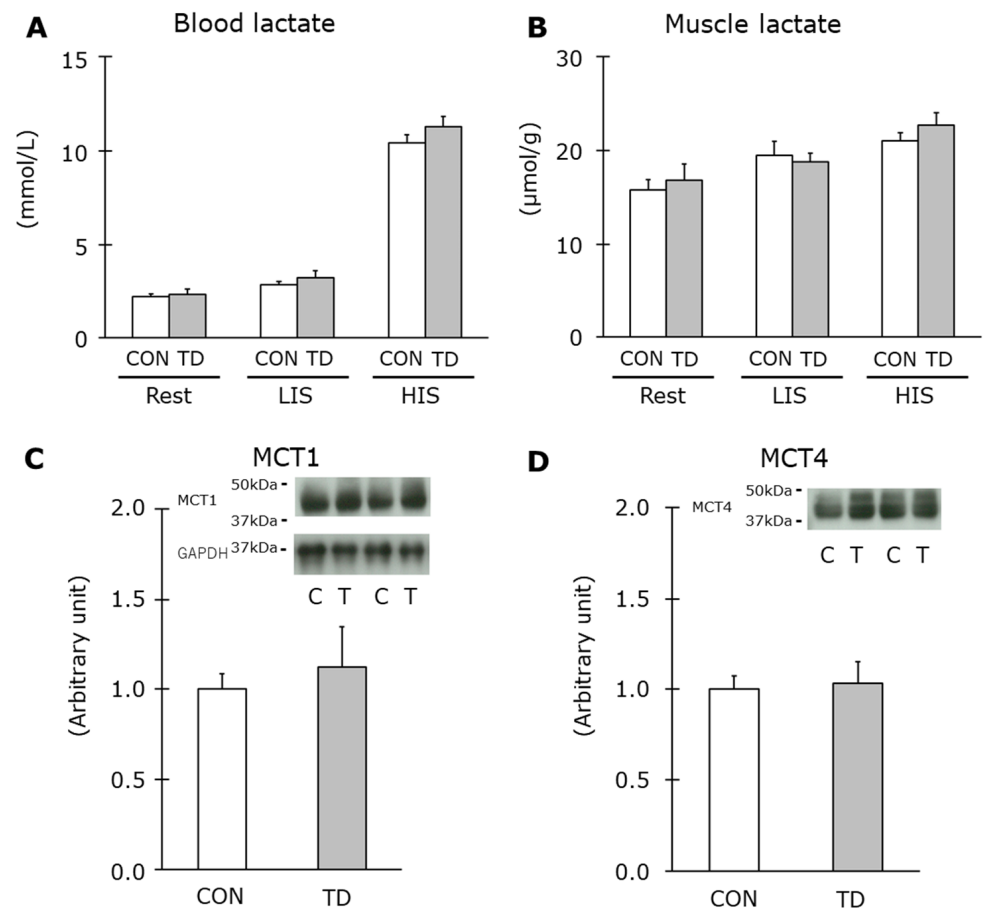 A Blood lactate
15
10
5
0
(mmol/L)
CON TD CON TD CON TD
Rest LIS HIS
B Muscle lactate
30
20
10
0
(μmol/g)
CON TD CON TD CON TD
Rest LIS HIS
C MCT1
50kDa
MCT1
37kDa
GAPDH 37kDa
C T C T
2.0
1.5
1.0
0.5
0.0
(Arbitrary unit)
CON TD
D MCT4
50kDa
MCT4
37kDa
C T C T
2.0
1.5
1.0
0.5
0.0
(Arbitrary unit)
CON TD